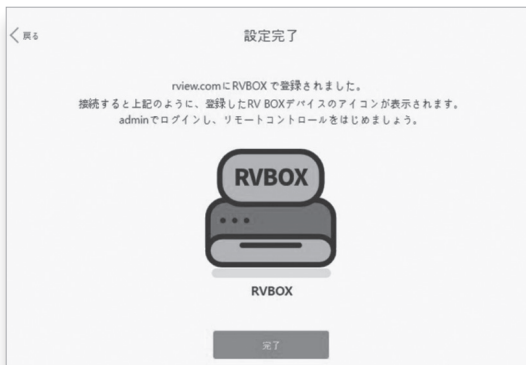 戻る
設定完了
rview.comにRVBOX で登録されました。
接続すると上記のように、登録したRV BOXデバイスのアイコンが表示されます。
adminでログインし、リモートコントロールをはじめましょう。
RVBOX
RVBOX
完了